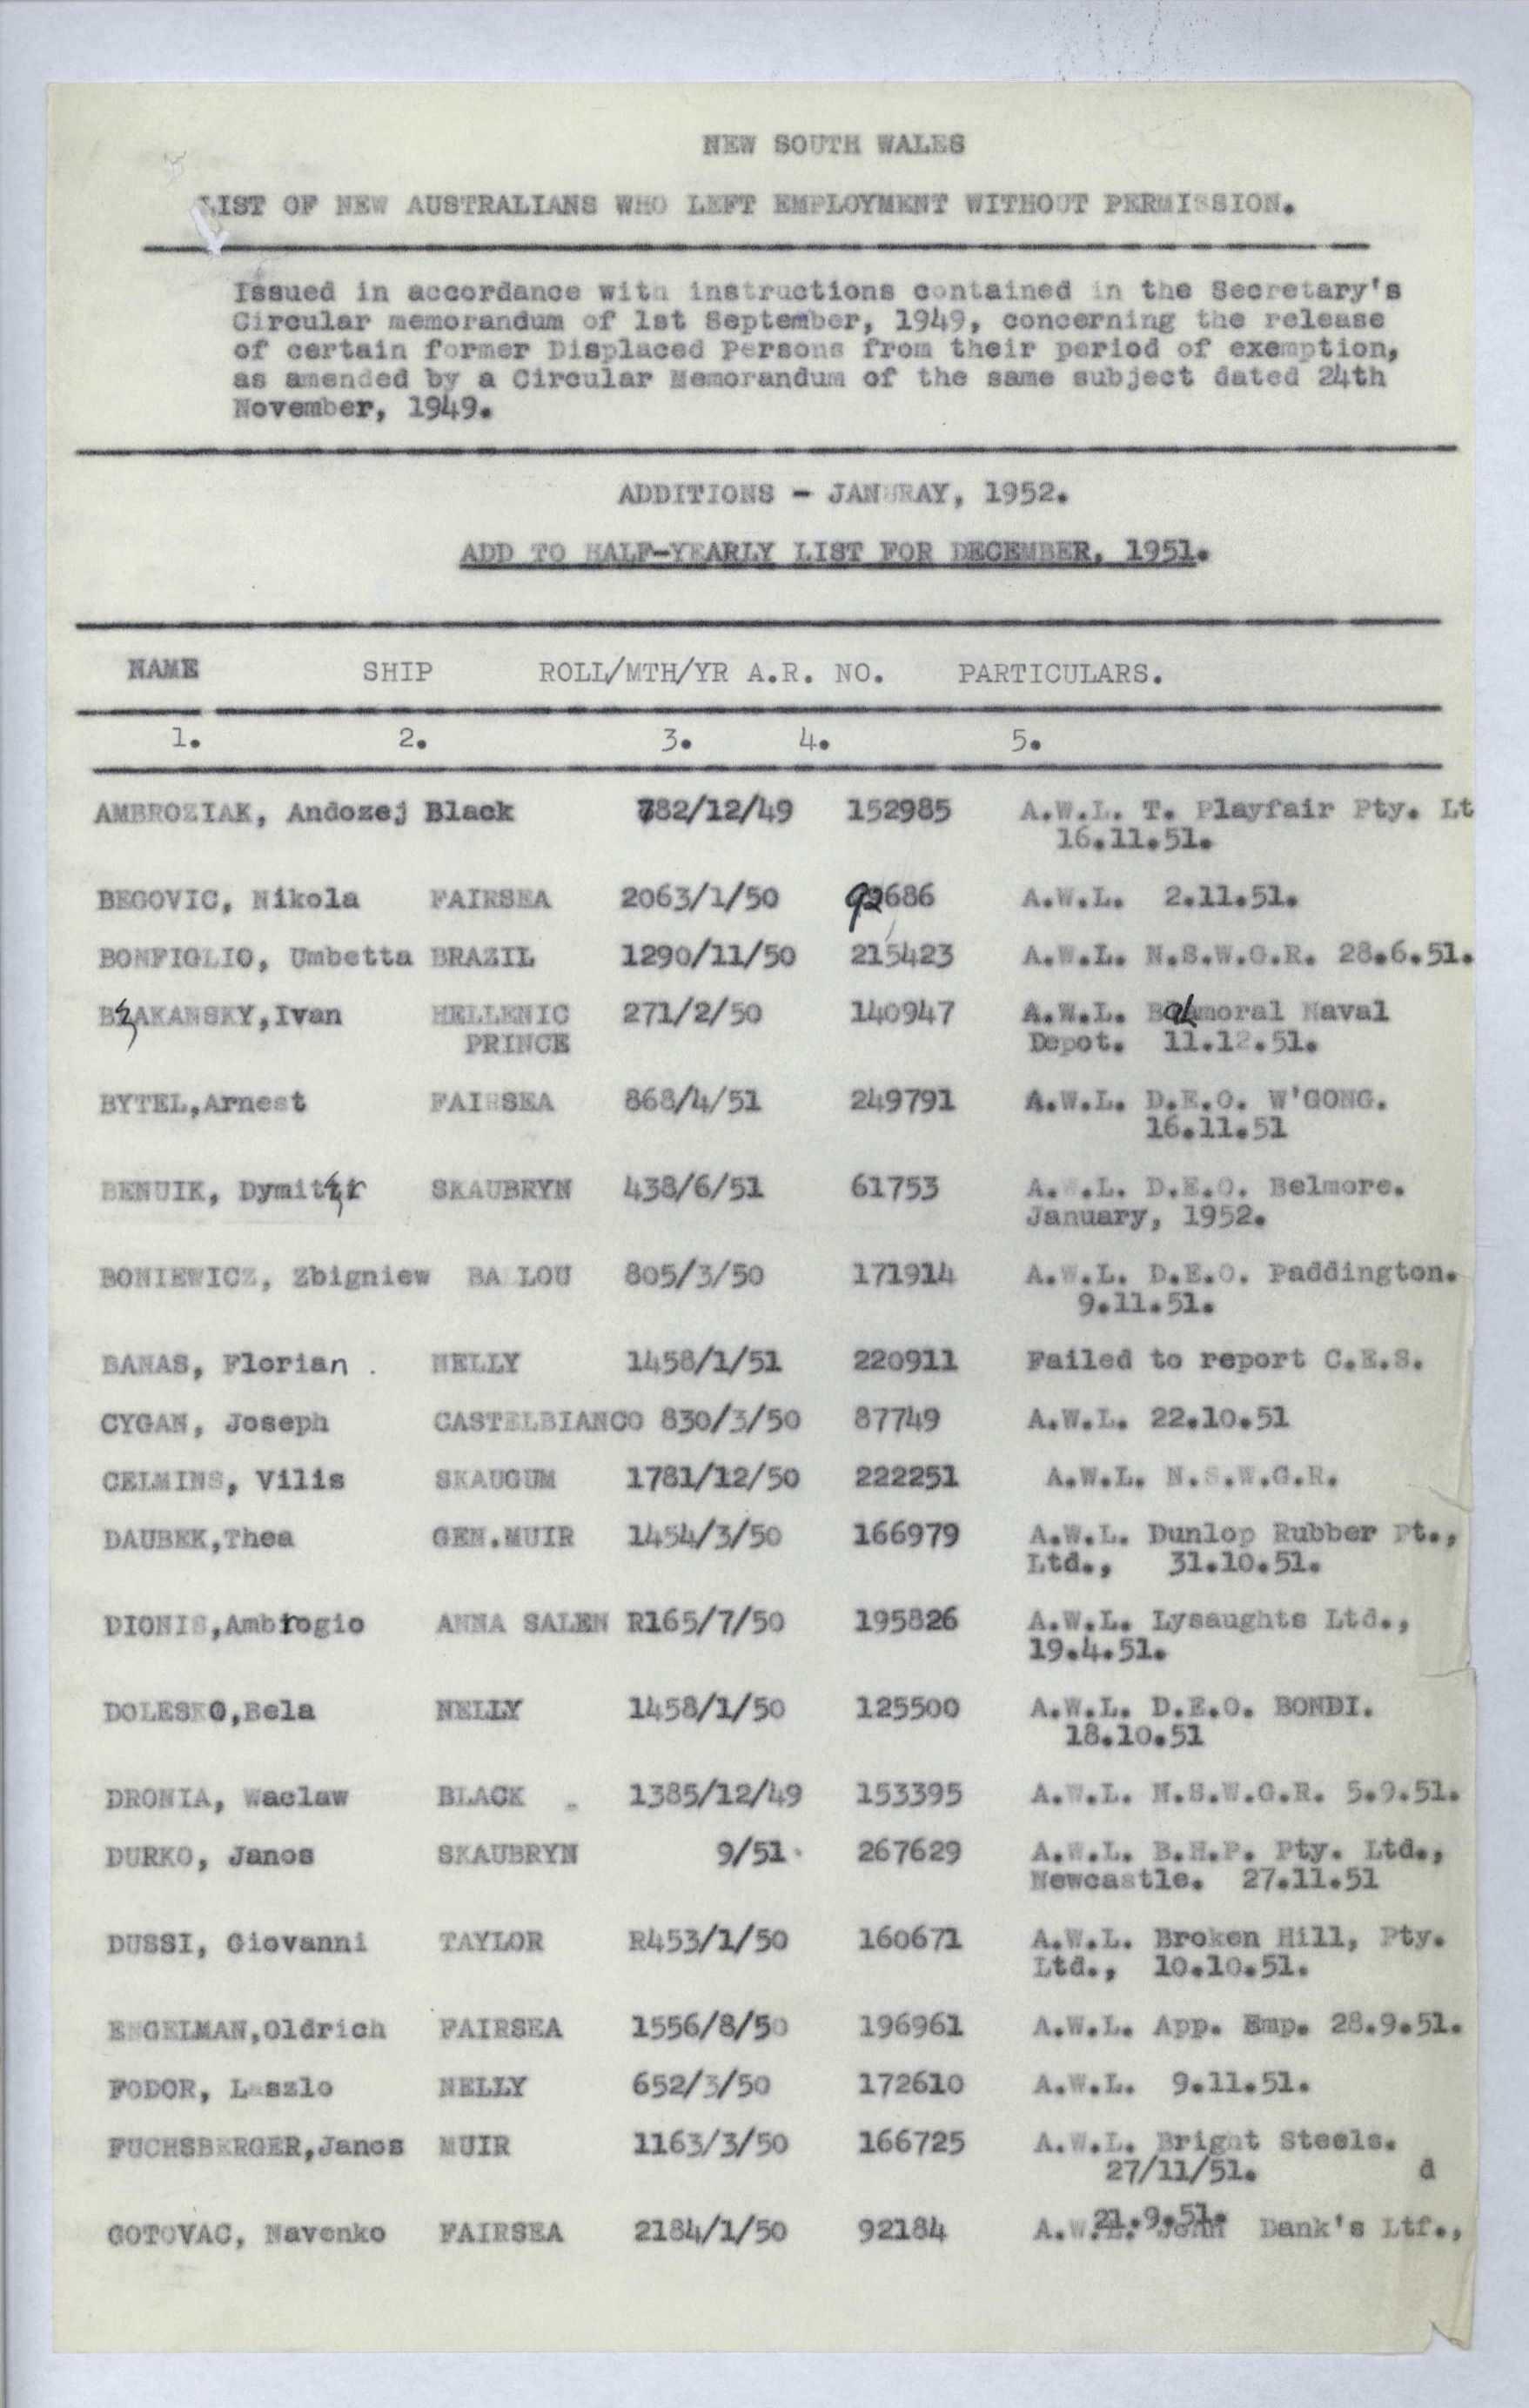 NEW SOUTH WALES
LIST OF NEW AUSTRALIANS WHO LEFT EMPLOYMENT WITHOUT PERMISSION.
Issued in accordance with instructions contained in the Secretary's
Circular memorandum of 1st September, 1949, concerning the release
of certain former Displaced Persons from their period of exemption,
as amended by a Circular Memorandum of the same subject dated 24th
November, 1949.
ADDITIONS - JANURAY, 1952.
ADD TO HALF-YEARLY LIST FOR DECEMBER, 1951.
NAME SHIP ROLL/MTH/YR A.R. NO. PARTICULARS.
1. 2. 3. 4. 5.
AMBROZIAK, Andozej Black 782/12/49 152985 A.W.L. T. Playfair Pty. Lt
16.11.51.
BEGOVIC, Nikola FAIRSEA 2063/1/50 92686 A.W.L. 2.11.51.
BONFIGLIO, Umbetta BRAZIL 1290/11/50 215423 A.W.L. N.S.W.G.R. 28.6.51.
BZAKANSKY,Ivan HELLENIC 271/2/50 140947 A.W.L. Balmoral Naval
PRINCE Depot. 11.12.51.
BYTEL,Arnest FAIRSEA 868/4/51 249791 A.W.L. D.E.O. W'GONG.
16.11.51
BENUIK, Dymitzr SKAUBRYN 438/6/51 61753 A.W.L. D.E.O. Belmore.
January, 1952.
BONIEWICZ, Zbigniew BALLOU 805/3/50 171914 A.W.L. D.E.O. Paddington.
9.11.51.
BANAS, Florian. NELLY 1458/1/51 220911 Failed to report C.E.S.
CYGAN, Joseph CASTELBIANCO 830/3/50 87749 A.W.L. 22.10.51
CELMINS, Vilis SKAUGUM 1781/12/50 222251 A.W.L. N.S.W.G.R.
DAUBEK,Thea GEN.MUIR 1454/3/50 166979 A.W.L. Dunlop Rubber Pt.,
Ltd., 31.10.51.
DIONIS,Ambrogio ANNA SALEN R165/7/50 195826 A.W.L. Lysaughts Ltd.,
19.4.51.
DOLESKO,Bela NELLY 1458/1/50 125500 A.W.L. D.E.O. BONDI.
18.10.51
DRONIA, Waclaw BLACK 1385/12/49 153395 A.W.L. N.S.W.G.R. 5.9.51.
DURKO, Janos SKAUBRYN 9/51 267629 A.W.L. B.H.P. Pty. Ltd.,
Newcastle. 27.11.51
DUSSI, Giovanni TAYLOR R453/1/50 160671 A.W.L. Broken Hill, Pty.
Ltd., 10.10.51.
ENGELMAN,Oldrich FAIRSEA 1556/8/50 196961 A.W.L. App. Emp. 28.9.51.
FODOR, Laszlo NELLY 652/3/50 172610 A.W.L. 9.11.51.
FUCHSBERGER,Janos MUIR 1163/3/50 166725 A.W.L. Bright Steels.
27/11/51. d
21.9.51.
GOTOVAC, Navenko FAIRSEA 2184/1/50 92184 A.W.L. John Dank's Ltf.,